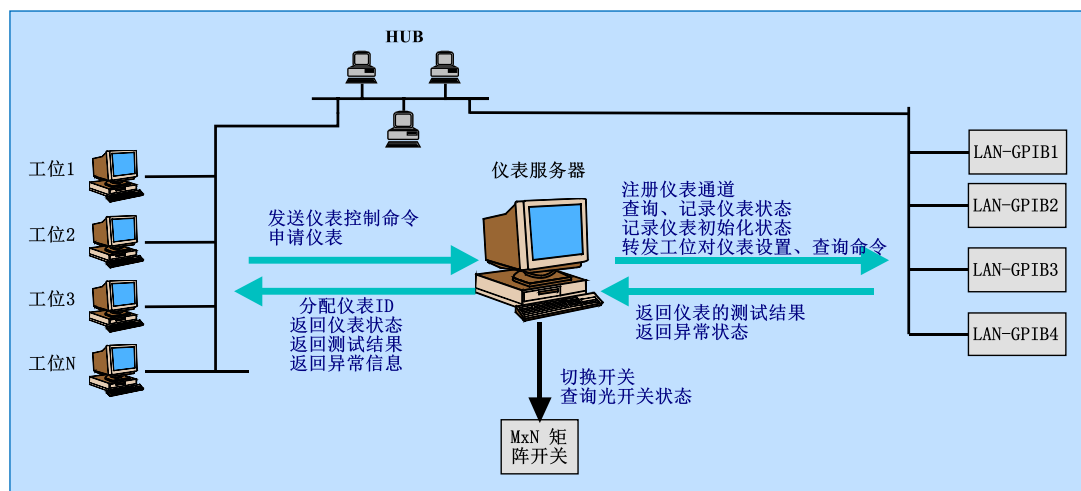 HUB
工位1
工位2
工位3
工位N
发送仪表控制命令
申请仪表
分配仪表ID
返回仪表状态
返回测试结果
返回异常信息
仪表服务器
注册仪表通道
查询、记录仪表状态
记录仪表初始化状态
转发工位对仪表设置、查询命令
返回仪表的测试结果
返回异常状态
切换开关
查询光开关状态
MxN 矩
阵开关
LAN-GPIB1
LAN-GPIB2
LAN-GPIB3
LAN-GPIB4